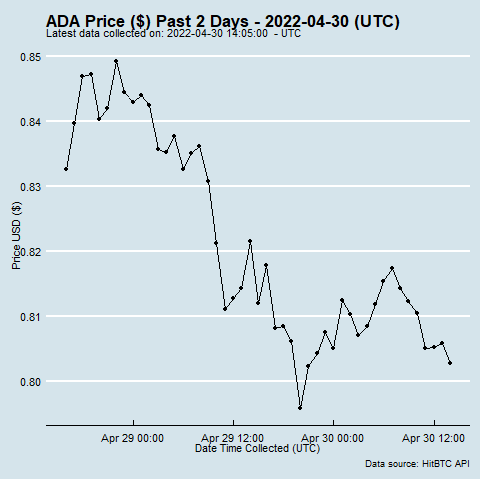 ADA Price ($) Past 2 Days - 2022-04-30 (UTC)
Latest data collected on: 2022-04-30 14:05:00 - UTC
0.85
0.84
0.83
0.82
0.81
0.80
Price USD ($)
Apr 29 00:00 Apr 29 12:00 Apr 30 00:00 Apr 30 12:00
Date Time Collected (UTC)
Data source: HitBTC API